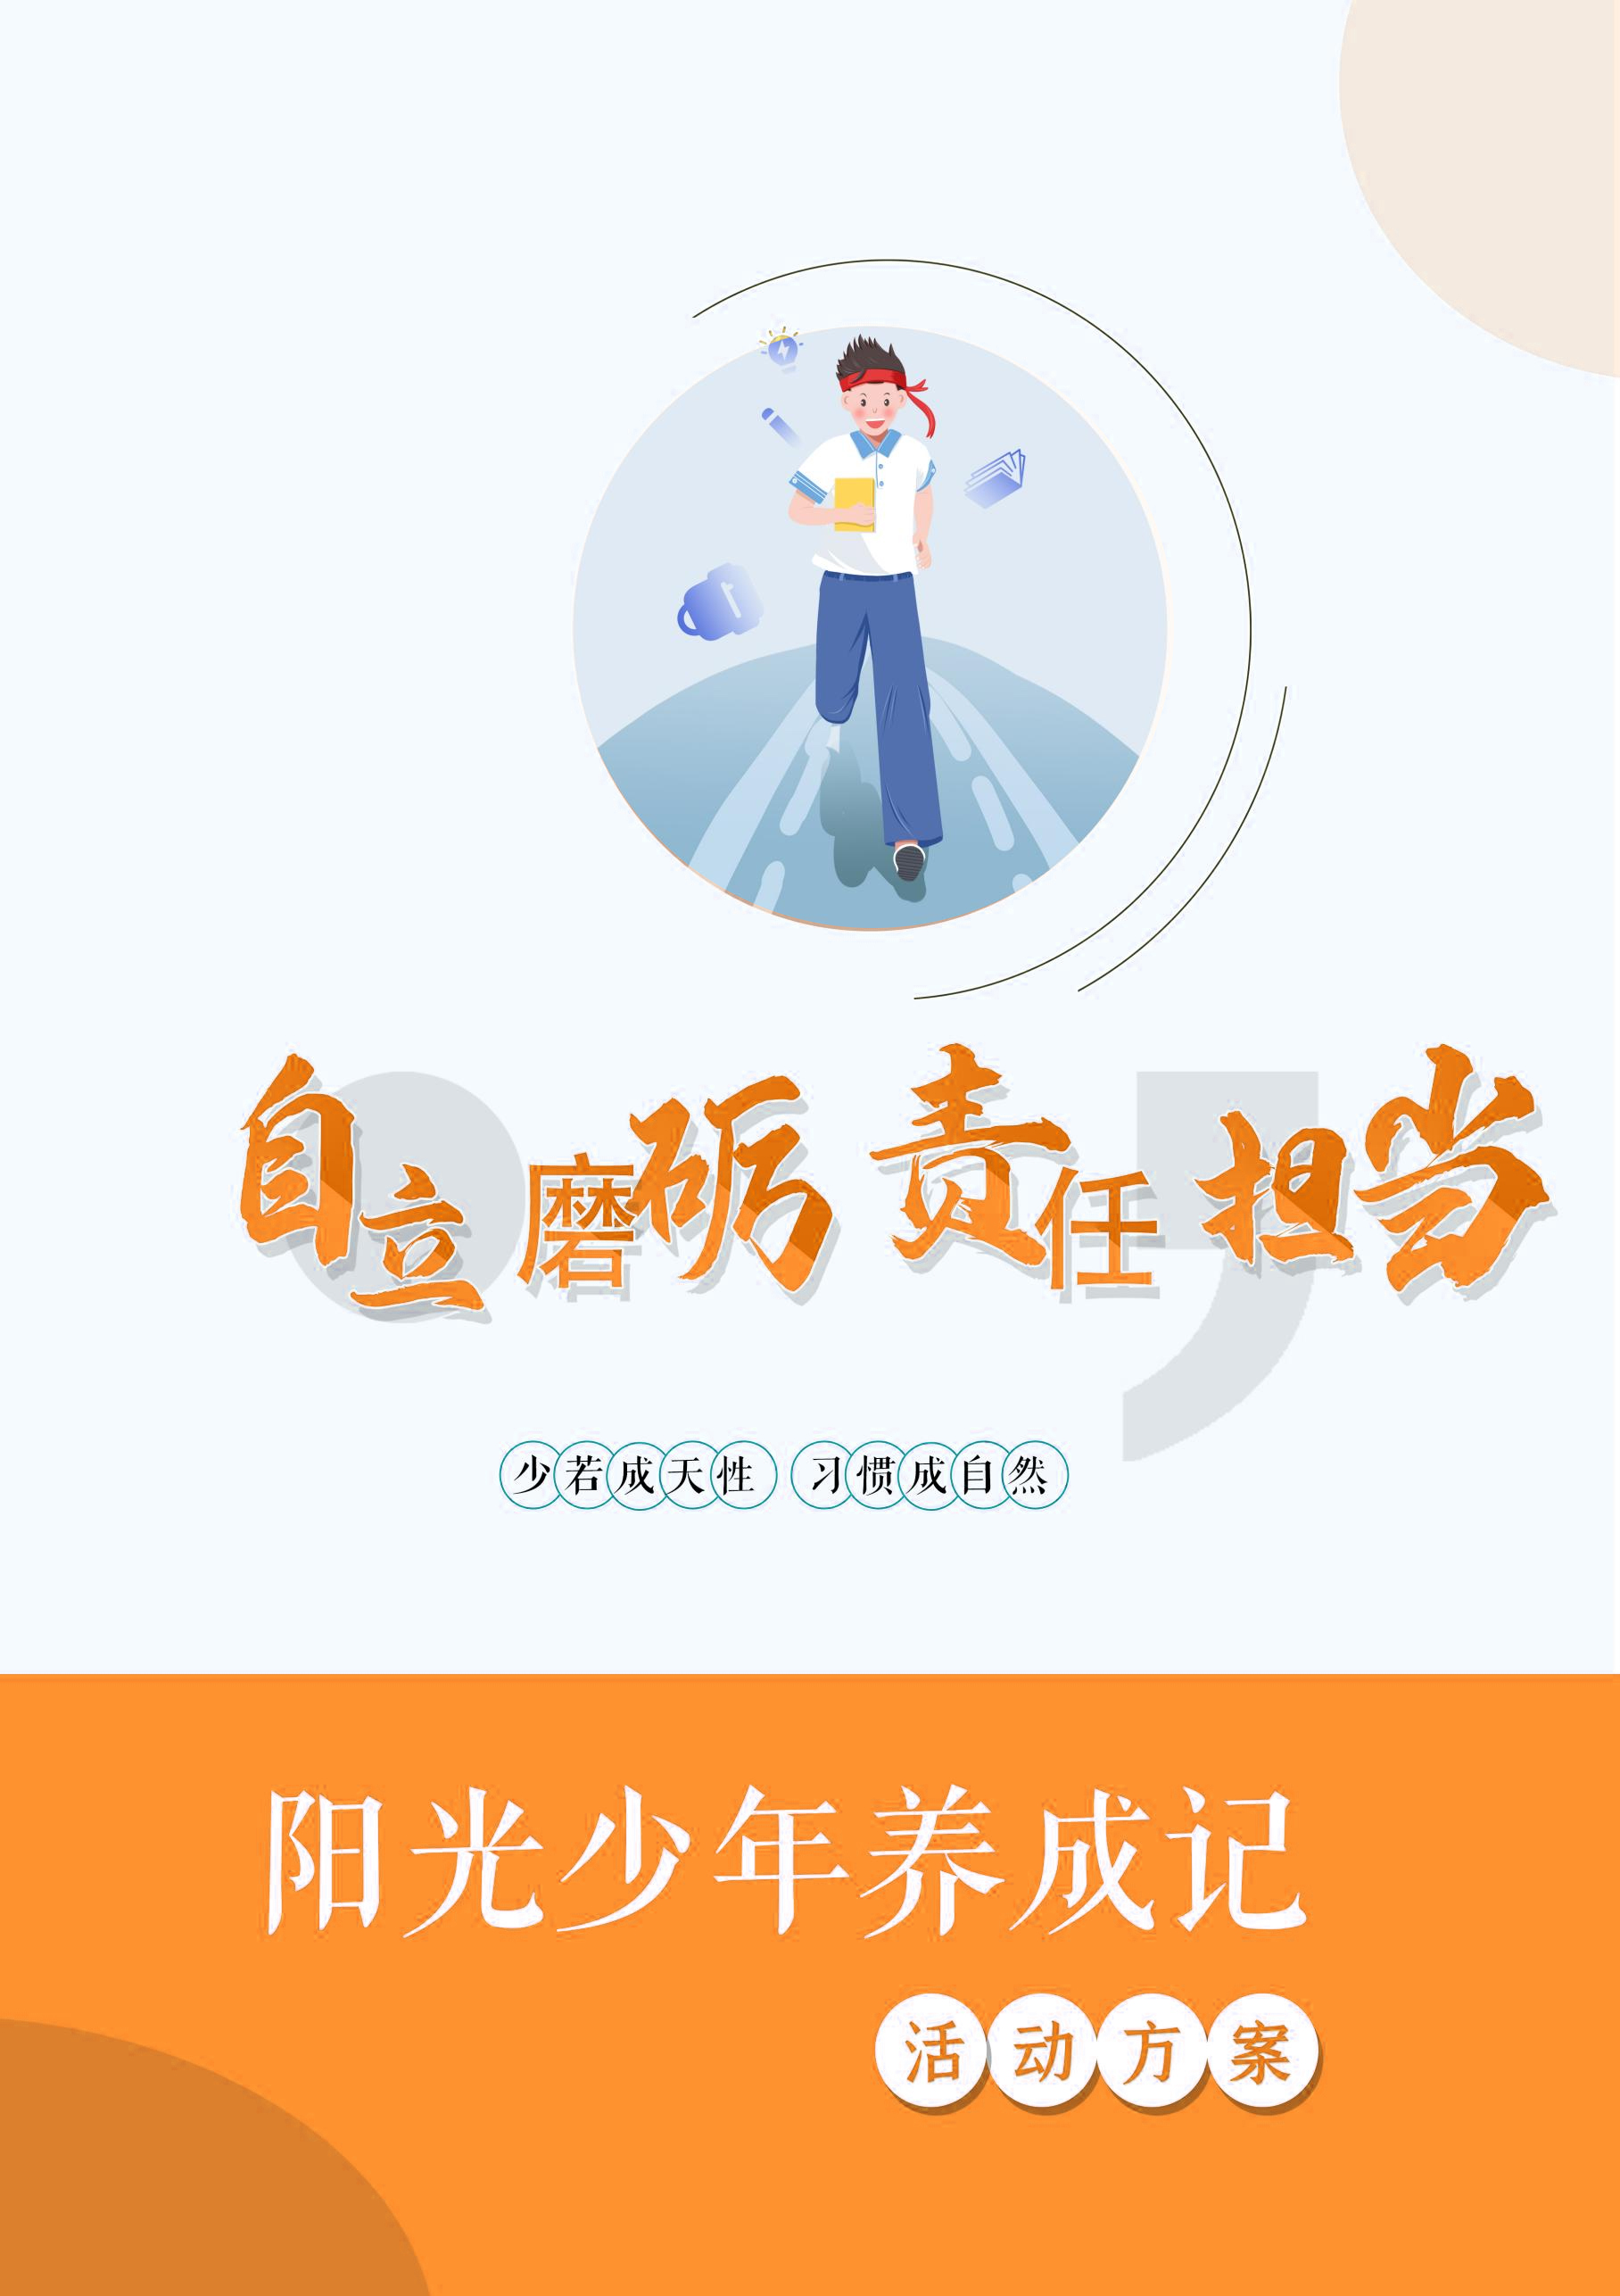 自立磨砺 责任担当
少若成天性 习惯成自然
阳光少年养成记
活动方案